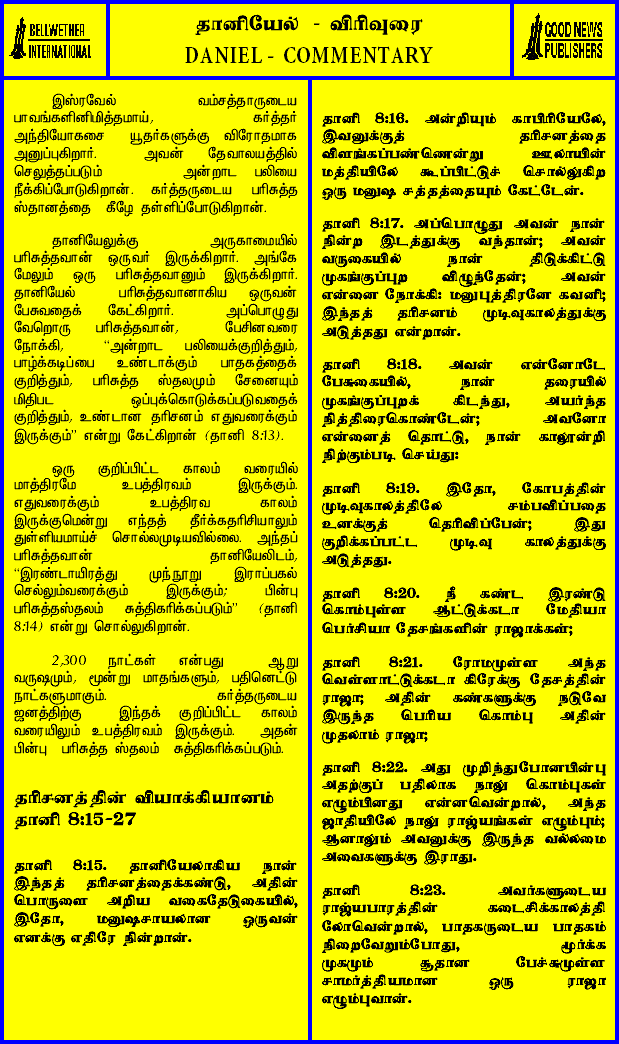 BELLWETHER
INTERNATIONAL
தானியேல் - விரிவுரை
DANIEL - COMMENTARY
GOOD NEWS
PUBLISHERS
இஸ்ரவேல் வம்சத்தாருடைய
பாவங்களினிமித்தமாய், கர்த்தர்
அந்தியோகசை யூதர்களுக்கு விரோதமாக
அனுப்புகிறார். அவன் தேவாலயத்தில்
செலுத்தப்படும் அன்றாட பலியை
நீக்கிப்போடுகிறான். கர்த்தருடைய பரிசுத்த
ஸ்தானத்தை கீழே தள்ளிப்போடுகிறான்.
தானியேலுக்கு அருகாமையில்
பரிசுத்தவான் ஒருவர் இருக்கிறார். அங்கே
மேலும் ஒரு பரிசுத்தவானும் இருக்கிறார்.
தானியேல் பரிசுத்தவானாகிய ஒருவன்
பேசுவதைக் கேட்கிறார். அப்பொழுது
வேறொரு பரிசுத்தவான், பேசினவரை
நோக்கி, “அன்றாட பலியைக்குறித்தும்,
பாழ்க்கடிப்பை உண்டாக்கும் பாதகத்தைக்
குறித்தும், பரிசுத்த ஸ்தலமும் சேனையும்
மிதிபட ஒப்புக்கொடுக்கப்படுவதைக்
குறித்தும், உண்டான தரிசனம் எதுவரைக்கும்
இருக்கும்” என்று கேட்கிறான் (தானி 8:13).
ஒரு குறிப்பிட்ட காலம் வரையில்
மாத்திரமே உபத்திரவம் இருக்கும்.
எதுவரைக்கும் உபத்திரவ காலம்
இருக்குமென்று எந்தத் தீர்க்கதரிசியாலும்
துள்ளியமாய்ச் சொல்லமுடியவில்லை. அந்தப்
பரிசுத்தவான் தானியேலிடம்,
“இரண்டாயிரத்து முந்நூறு இராப்பகல்
செல்லும்வரைக்கும் இருக்கும்; பின்பு
பரிசுத்தஸ்தலம் சுத்திகரிக்கப்படும்” (தானி
8:14) என்று சொல்லுகிறான்.
2,300 நாட்கள் என்பது ஆறு
வருஷமும், மூன்று மாதங்களும், பதினெட்டு
நாட்களுமாகும். கர்த்தருடைய
ஜனத்திற்கு இந்தக் குறிப்பிட்ட காலம்
வரையிலும் உபத்திரவம் இருக்கும். அதன்
பின்பு பரிசுத்த ஸ்தலம் சுத்திகரிக்கப்படும்.
தரிசனத்தின் வியாக்கியானம்
தானி 8:15-27
தானி 8:15. தானியேலாகிய நான்
இந்தத் தரிசனத்தைக்கண்டு, அதின்
பொருளை அறிய வகைதேடுகையில்,
இதோ, மனுஷசாயலான ஒருவன்
எனக்கு எதிரே நின்றான்.
தானி 8:16. அன்றியும் காபிரியேலே,
இவனுக்குத் தரிசனத்தை
விளங்கப்பண்ணென்று ஊலாயின்
மத்தியிலே கூப்பிட்டுச் சொல்லுகிற
ஒரு மனுஷ சத்தத்தையும் கேட்டேன்.
தானி 8:17. அப்பொழுது அவன் நான்
நின்ற இடத்துக்கு வந்தான்; அவன்
வருகையில் நான் திடுக்கிட்டு
முகங்குப்புற விழுந்தேன்; அவன்
என்னை நோக்கி: மனுபுத்திரனே கவனி;
இந்தத் தரிசனம் முடிவுகாலத்துக்கு
அடுத்தது என்றான்.
தானி 8:18. அவன் என்னோடே
பேசுகையில், நான் தரையில்
முகங்குப்புறக் கிடந்து, அயர்ந்த
நித்திரைகொண்டேன்; அவனோ
என்னைத் தொட்டு, நான் காலூன்றி
நிற்கும்படி செய்து:
தானி 8:19. இதோ, கோபத்தின்
முடிவுகாலத்திலே சம்பவிப்பதை
உனக்குத் தெரிவிப்பேன்; இது
குறிக்கப்பட்ட முடிவு காலத்துக்கு
அடுத்தது.
தானி 8:20. நீ கண்ட இரண்டு
கொம்புள்ள ஆட்டுக்கடா மேதியா
பெர்சியா தேசங்களின் ராஜாக்கள்;
தானி 8:21. ரோமமுள்ள அந்த
வெள்ளாட்டுக்கடா கிரேக்கு தேசத்தின்
ராஜா; அதின் கண்களுக்கு நடுவே
இருந்த பெரிய கொம்பு அதின்
முதலாம் ராஜா;
தானி 8:22. அது முறிந்துபோனபின்பு
அதற்குப் பதிலாக நாலு கொம்புகள்
எழும்பினது என்னவென்றால், அந்த
ஜாதியிலே நாலு ராஜ்யங்கள் எழும்பும்;
ஆனாலும் அவனுக்கு இருந்த வல்லமை
அவைகளுக்கு இராது.
தானி 8:23. அவர்களுடைய
ராஜ்யபாரத்தின் கடைசிக்காலத்தி
லோவென்றால், பாதகருடைய பாதகம்
நிறைவேறும்போது, மூர்க்க
முகமும் சூதான பேச்சுமுள்ள
சாமர்த்தியமான ஒரு ராஜா
எழும்புவான்.